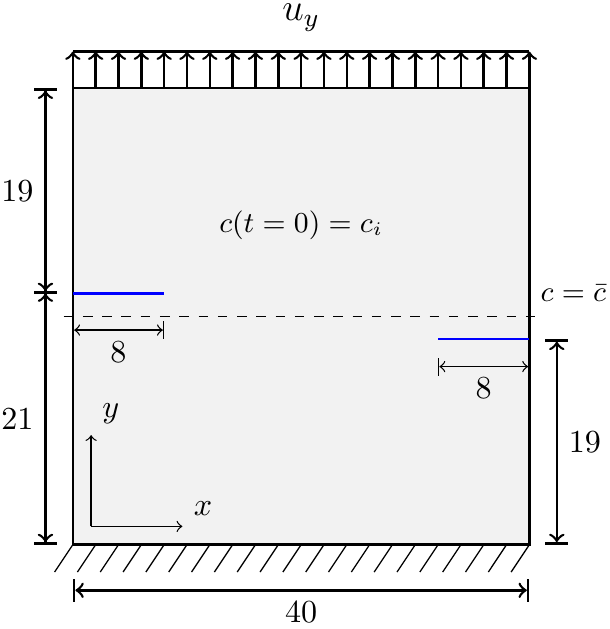 u_y
19
c(t = 0) = c_i
c = c̄
8
8
21
y
19
x
40